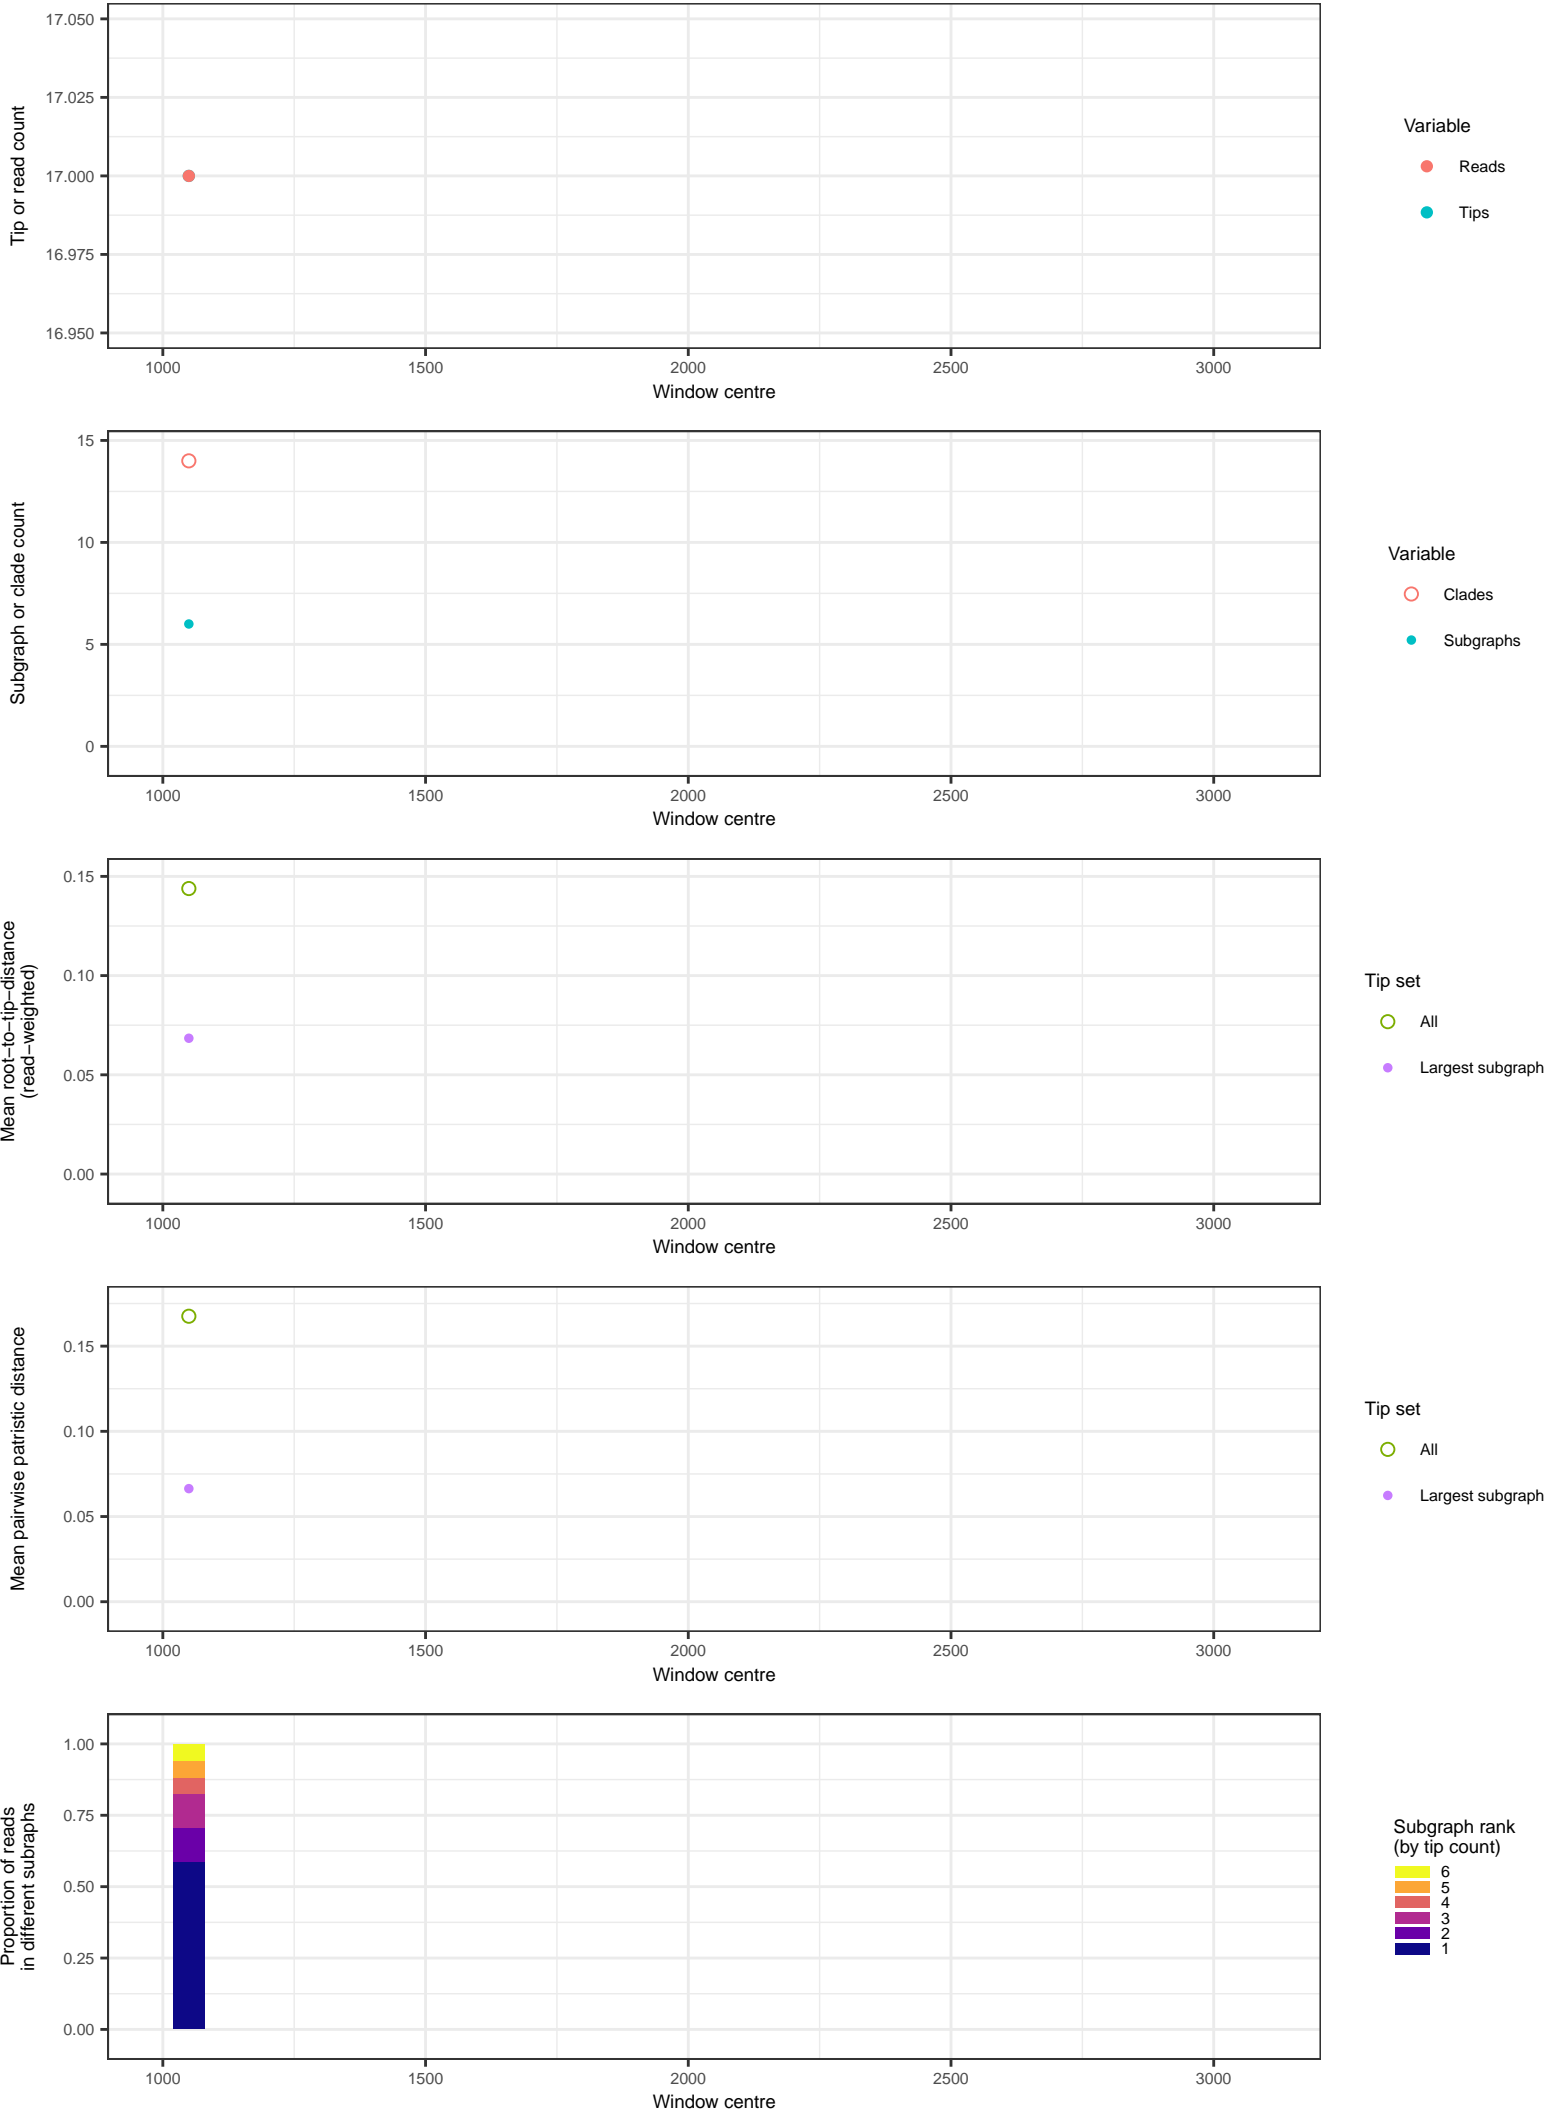 17.050
17.025
17.000
16.975
16.950
Tip or read count
1000 1500 2000 2500 3000
Window centre
Variable
Reads
Tips
15
10
5
0
Subgraph or clade count
1000 1500 2000 2500 3000
Window centre
Variable
Clades
Subgraphs
0.15
0.10
0.05
0.00
Mean root−to−tip−distance
(read−weighted)
1000 1500 2000 2500 3000
Window centre
Tip set
All
Largest subgraph
0.15
0.10
0.05
0.00
Mean pairwise patristic distance
1000 1500 2000 2500 3000
Window centre
Tip set
All
Largest subgraph
1.00
0.75
0.50
0.25
0.00
Proportion of reads
in different subraphs
1000 1500 2000 2500 3000
Window centre
Subgraph rank
(by tip count)
6
5
4
3
2
1